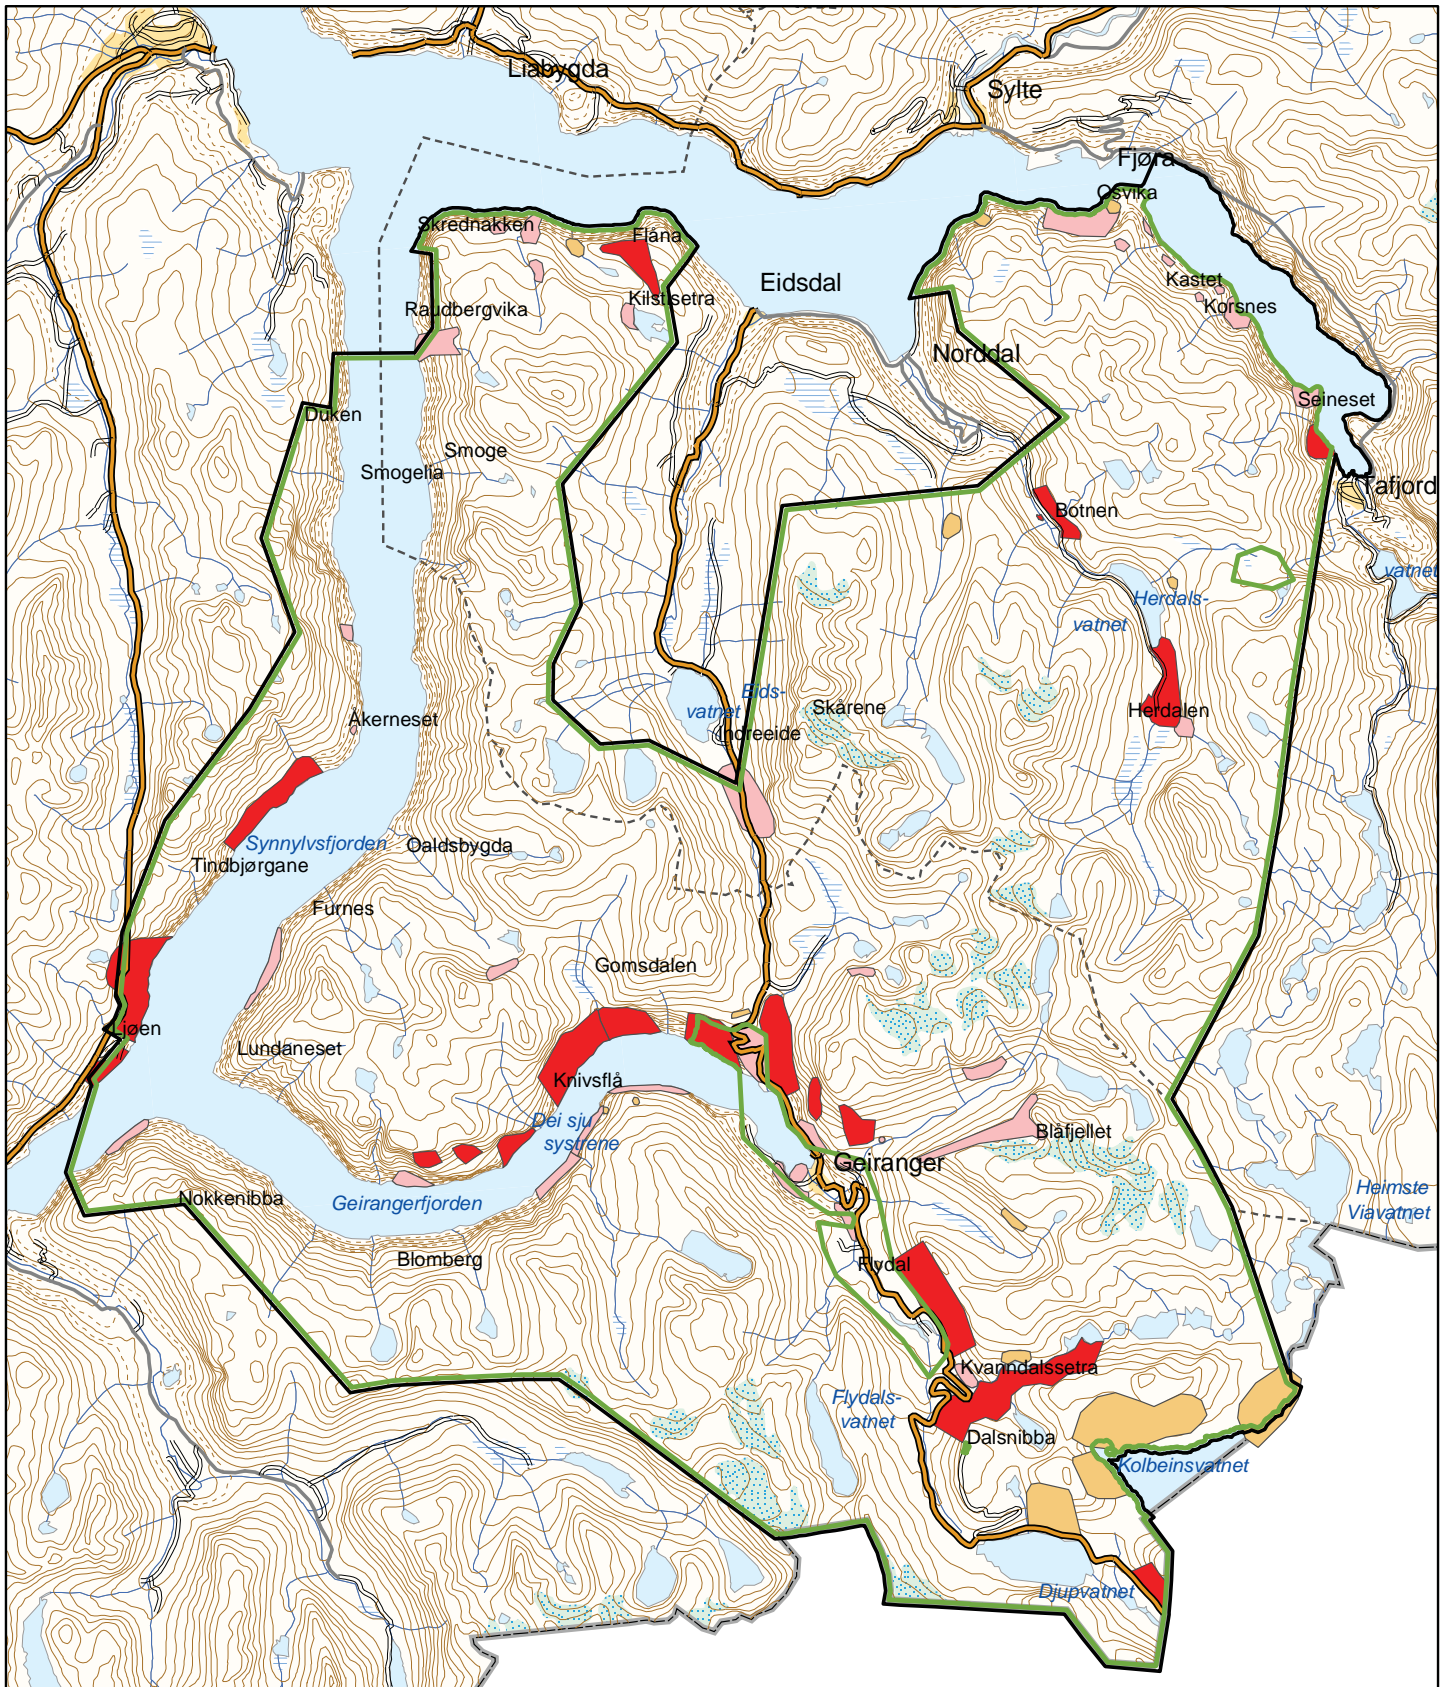 Liabygda
Sylte
Fjøra
Osvika
Skrednakken
Flåna
Eidsdal
Kastet
Kilstisetra
Korsnes
Raudbergvika
Norddal
Seineset
Duken
Smoge
Smogelia
Tafjord
Botnen
vatnet
Herdals-
vatnet
Eids-
vatnet
Skårene
Herdalen
Åkerneset
Indreeide
Synnylvsfjorden
Oaldsbygda
Tindbjørgane
Furnes
Gomsdalen
Ljøen
Lundaneset
Knivsflå
Dei sju
systrene
Blåfjellet
Geiranger
Nokkenibba
Geirangerfjorden
Heimste
Viavatnet
Blomberg
Flydal
Kvanndalssetra
Flydals-
vatnet
Dalsnibba
Kolbeinsvatnet
Djupvatnet